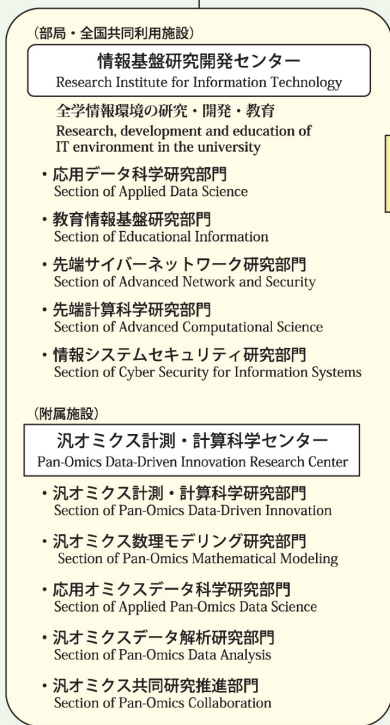 （部局・全国共同利用施設）
情報基盤研究開発センター
Research Institute for Information Technology
全学情報環境の研究・開発・教育
Research, development and education of
IT environment in the university
・応用データ科学研究部門
Section of Applied Data Science
・教育情報基盤研究部門
Section of Educational Information
・先端サイバーネットワーク研究部門
Section of Advanced Network and Security
・先端計算科学研究部門
Section of Advanced Computational Science
・情報システムセキュリティ研究部門
Section of Cyber Security for Information Systems
（附属施設）
汎オミクス計測・計算科学センター
Pan-Omics Data-Driven Innovation Research Center
・汎オミクス計測・計算科学研究部門
Section of Pan-Omics Data-Driven Innovation
・汎オミクス数理モデリング研究部門
Section of Pan-Omics Mathematical Modeling
・応用オミクスデータ科学研究部門
Section of Applied Pan-Omics Data Science
・汎オミクスデータ解析研究部門
Section of Pan-Omics Data Analysis
・汎オミクス共同研究推進部門
Section of Pan-Omics Collaboration